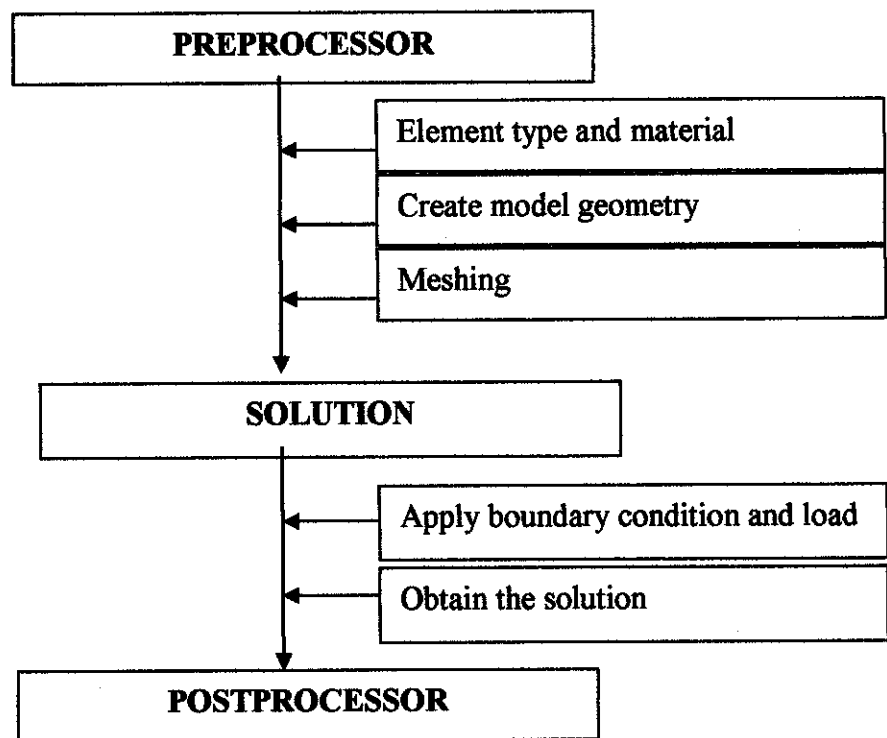 PREPROCESSOR
Element type and material
Create model geometry
Meshing
SOLUTION
Apply boundary condition and load
Obtain the solution
POSTPROCESSOR